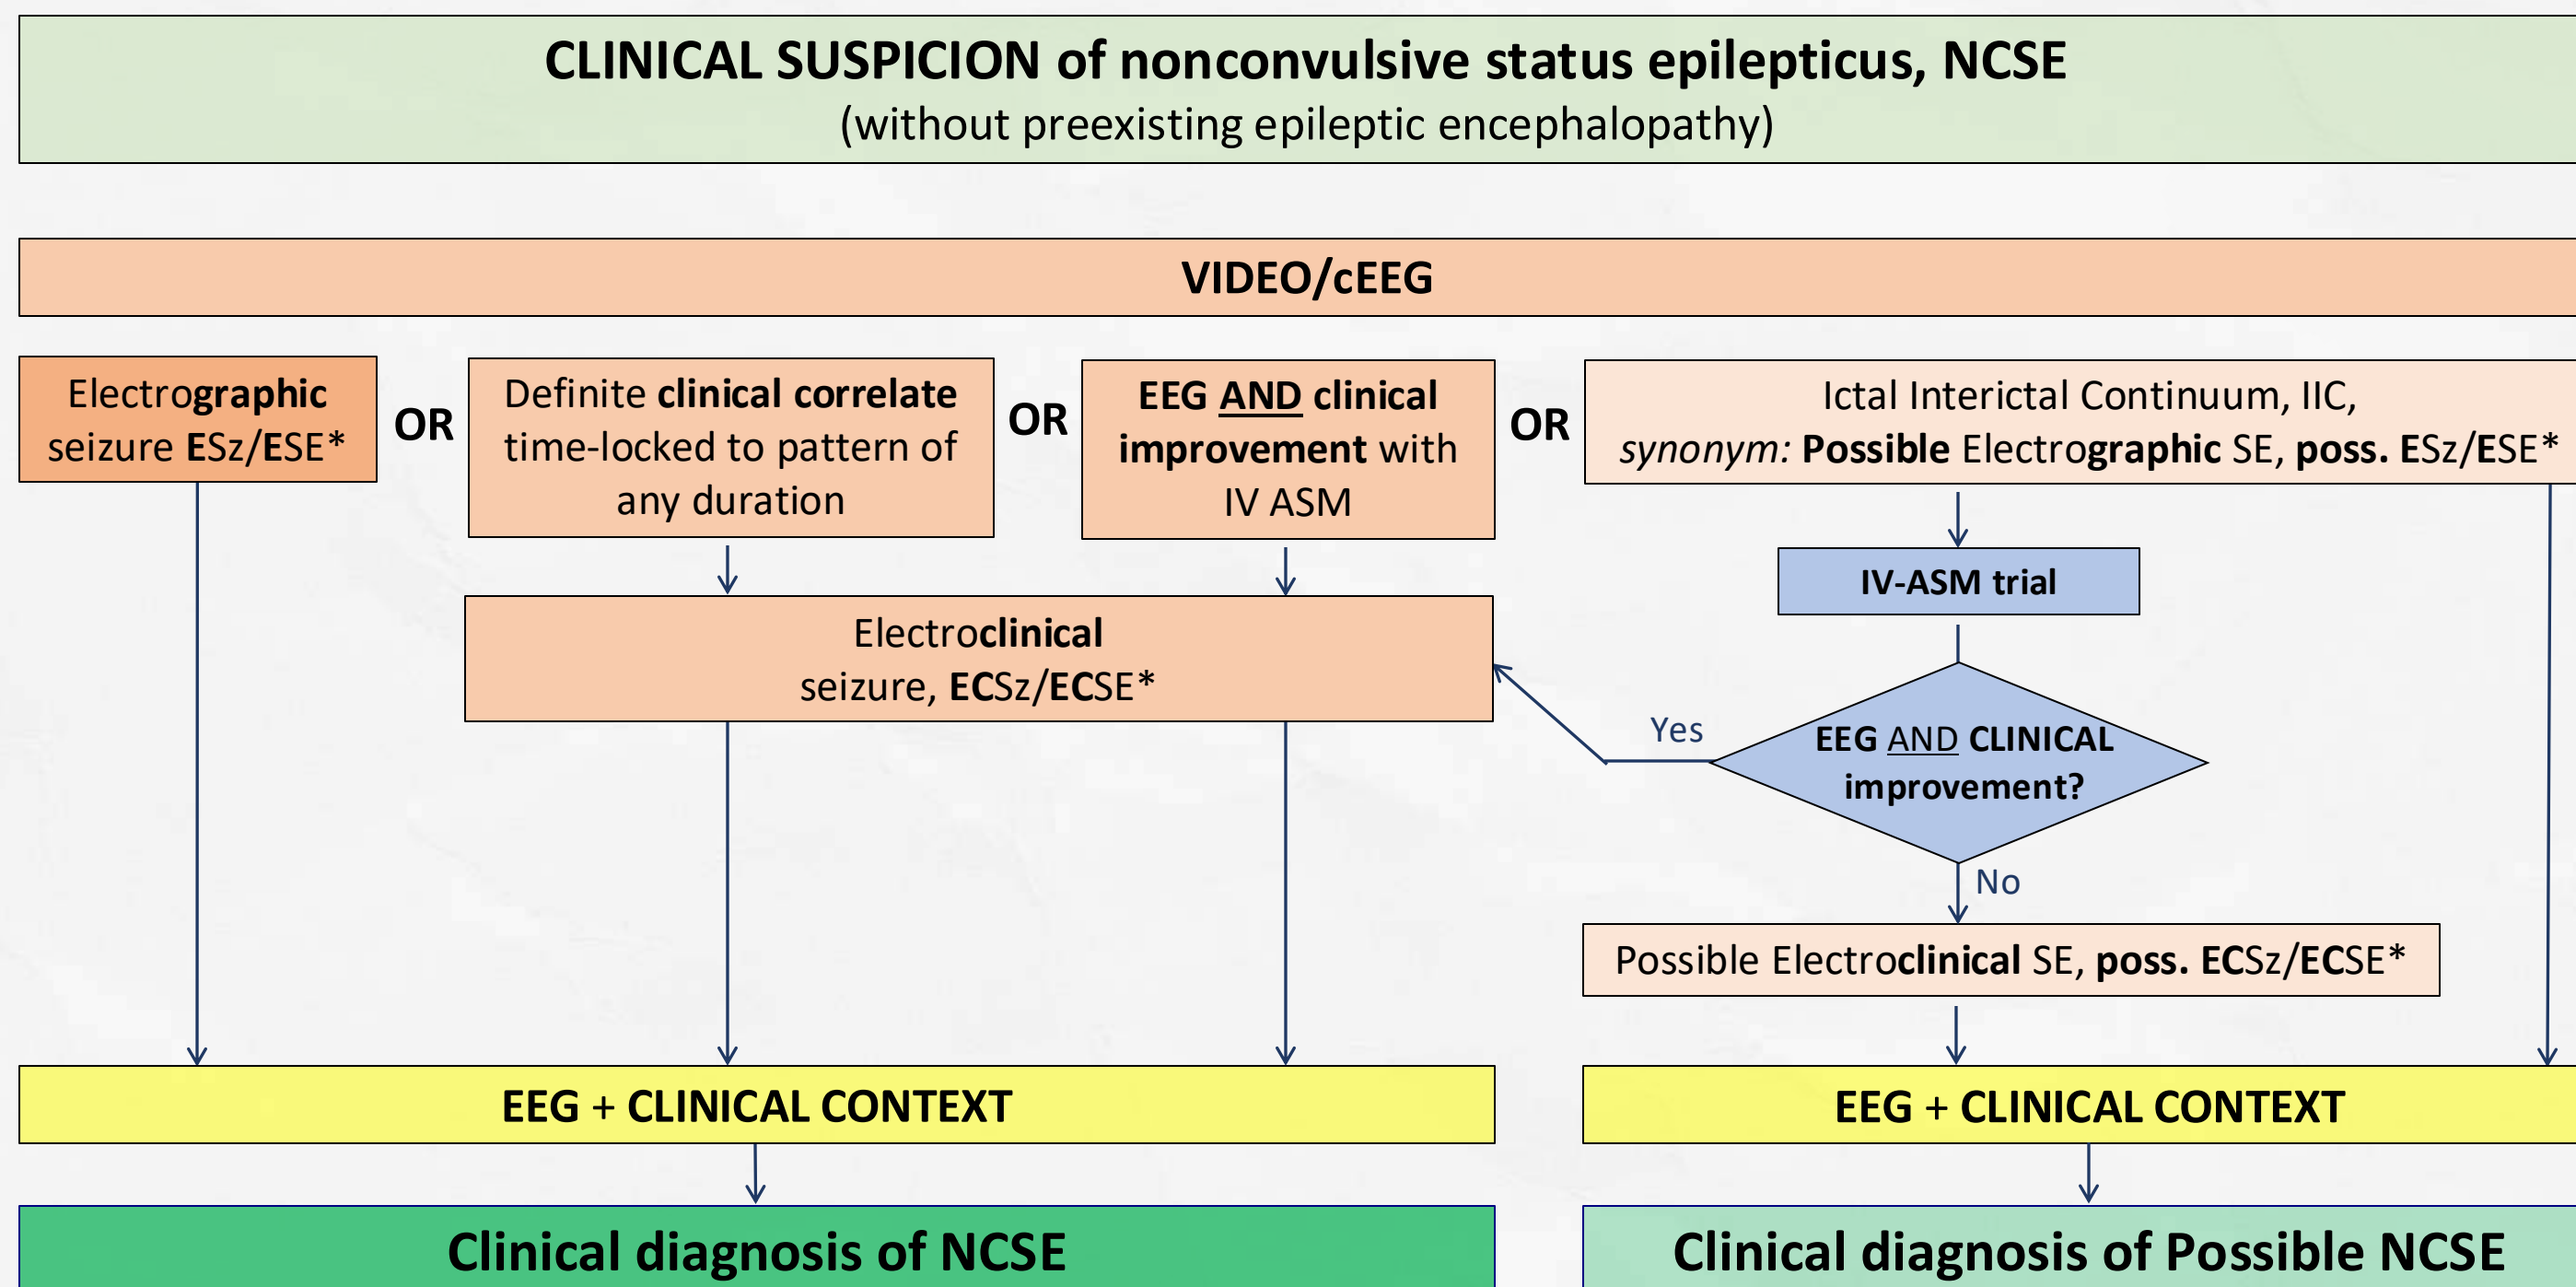 CLINICAL SUSPICION of nonconvulsive status epilepticus, NCSE
(without preexisting epileptic encephalopathy)
VIDEO/cEEG
Electrographic
seizure ESz/ESE*
OR
Definite clinical correlate
time-locked to pattern of
any duration
OR
EEG AND clinical
improvement with
IV ASM
OR
Ictal Interictal Continuum, IIC,
synonym: Possible Electrographic SE, poss. ESz/ESE*
IV-ASM trial
Electroclinical
seizure, ECSz/ECSE*
Yes
EEG AND CLINICAL
improvement?
No
Possible Electroclinical SE, poss. ECSz/ECSE*
EEG + CLINICAL CONTEXT
EEG + CLINICAL CONTEXT
Clinical diagnosis of NCSE
Clinical diagnosis of Possible NCSE